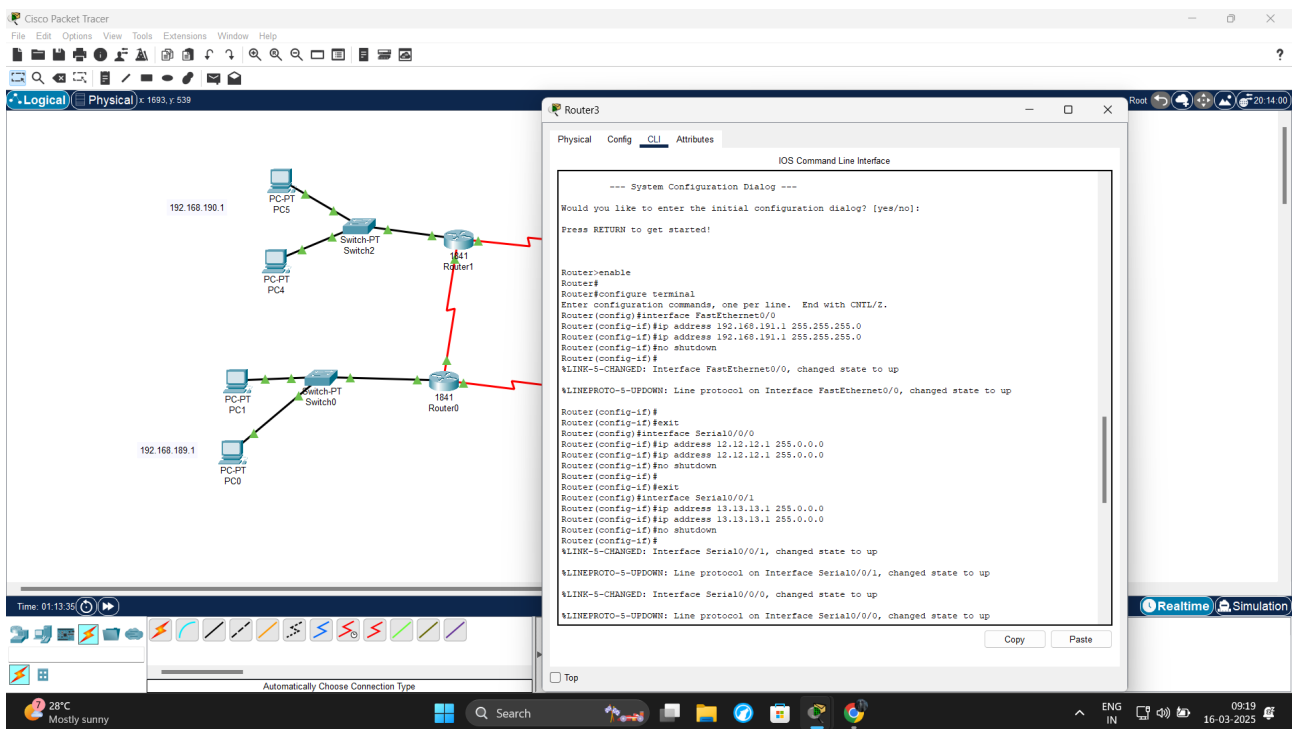 Cisco Packet Tracer
File Edit Options View Tools Extensions Window Help
?
Logical Physical x: 1693, y: 539
Root 20:14:00
PC-PT
PC5
192.168.190.1
Switch-PT
Switch2
1841
Router1
PC-PT
PC4
PC-PT
PC1
Switch-PT
Switch0
1841
Router0
192.168.189.1
PC-PT
PC0
Router3
Physical Config CLI Attributes
IOS Command Line Interface
--- System Configuration Dialog ---
Would you like to enter the initial configuration dialog? [yes/no]:
Press RETURN to get started!
Router>enable
Router#
Router#configure terminal
Enter configuration commands, one per line. End with CNTL/Z.
Router(config)#interface FastEthernet0/0
Router(config-if)#ip address 192.168.191.1 255.255.255.0
Router(config-if)#ip address 192.168.191.1 255.255.255.0
Router(config-if)#no shutdown
Router(config-if)#
%LINK-5-CHANGED: Interface FastEthernet0/0, changed state to up
%LINEPROTO-5-UPDOWN: Line protocol on Interface FastEthernet0/0, changed state to up
Router(config-if)#
Router(config-if)#exit
Router(config)#interface Serial0/0/0
Router(config-if)#ip address 12.12.12.1 255.0.0.0
Router(config-if)#ip address 12.12.12.1 255.0.0.0
Router(config-if)#no shutdown
Router(config-if)#
Router(config-if)#exit
Router(config)#interface Serial0/0/1
Router(config-if)#ip address 13.13.13.1 255.0.0.0
Router(config-if)#ip address 13.13.13.1 255.0.0.0
Router(config-if)#no shutdown
Router(config-if)#
%LINK-5-CHANGED: Interface Serial0/0/1, changed state to up
%LINEPROTO-5-UPDOWN: Line protocol on Interface Serial0/0/1, changed state to up
%LINK-5-CHANGED: Interface Serial0/0/0, changed state to up
%LINEPROTO-5-UPDOWN: Line protocol on Interface Serial0/0/0, changed state to up
Copy Paste
Top
Time: 01:13:35
Realtime Simulation
Automatically Choose Connection Type
7
28°C
Mostly sunny
Search
ENG
IN
09:19
16-03-2025